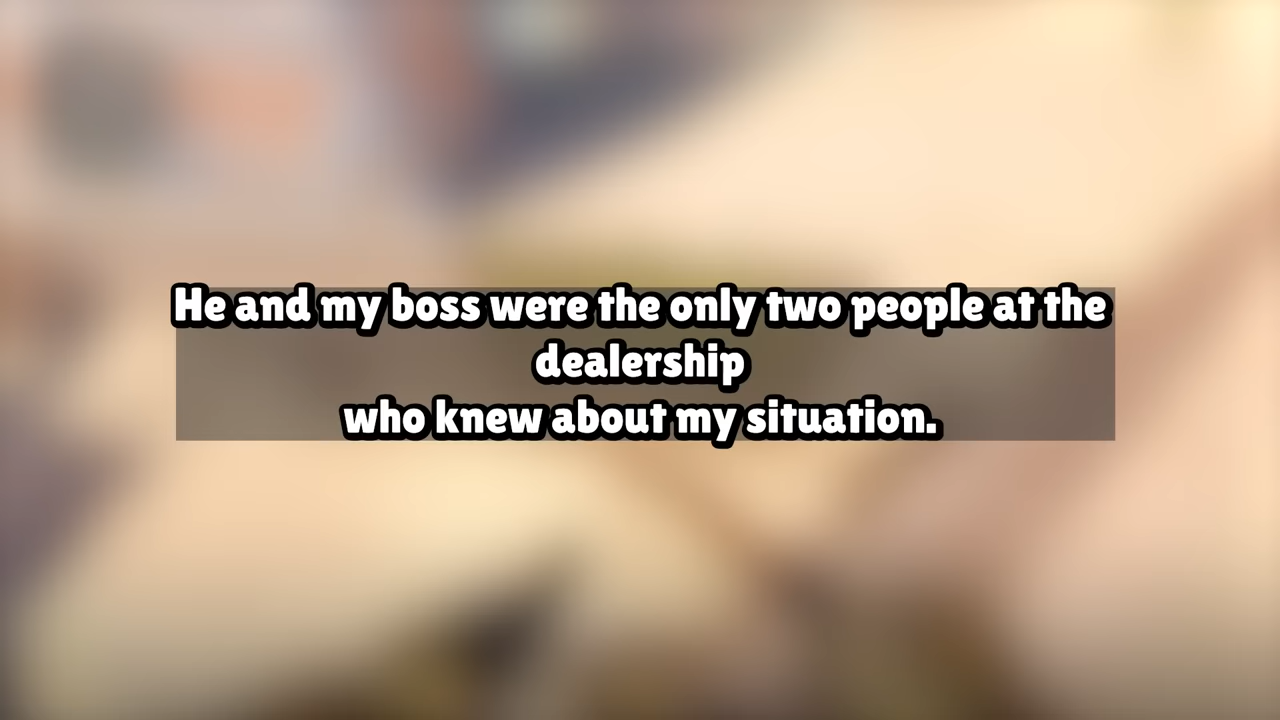 He and my boss were the only two people at the
dealership
who knew about my situation.